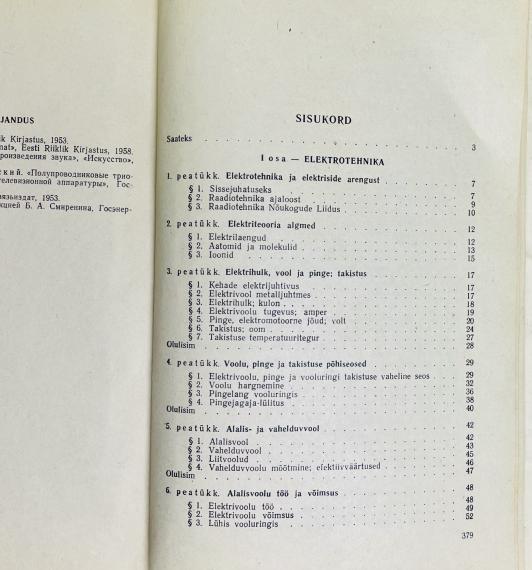 JANDUS
k Kirjastus, 1953.
nat», Eesti Riiklik Kirjastus, 1958.
роизведения звука», «Искусство»,
ский. «Полупроводниковые трио-
телевизионной аппаратуры», Гос-
вязьиздат, 1953.
кцией Б. А. Смиренина, Госэнер-
SISUKORD
Saateks . . . 3
I osa — ELEKTROTEHNIKA
1. peatükk. Elektrotehnika ja elektriside arengust . . . 7
§ 1. Sissejuhatuseks . . . 7
§ 2. Raadiotehnika ajaloost . . . 9
§ 3. Raadiotehnika Nõukogude Liidus . . . 10
2. peatükk. Elektriteooria algmed . . . 12
§ 1. Elektrilaengud . . . 12
§ 2. Aatomid ja molekulid . . . 13
§ 3. Ioonid . . . 15
3. peatükk. Elektrihulk, vool ja pinge; takistus . . . 17
§ 1. Kehade elektrijuhtivus . . . 17
§ 2. Elektrivool metalljuhtmes . . . 17
§ 3. Elektrihulk; kulon . . . 18
§ 4. Elektrivoolu tugevus; amper . . . 19
§ 5. Pinge, elektromotoorne jõud; volt . . . 20
§ 6. Takistus; oom . . . 24
§ 7. Takistuse temperatuuritegur . . . 27
Olulisim . . . 28
4. peatükk. Voolu, pinge ja takistuse põhiseosed . . . 29
§ 1. Elektrivoolu, pinge ja vooluringi takistuse vaheline seos . . . 29
§ 2. Voolu hargnemine . . . 32
§ 3. Pingelang vooluringis . . . 36
§ 4. Pingejagaja-lülitus . . . 38
Olulisim . . . 40
5. peatükk. Alalis- ja vahelduvvool . . . 42
§ 1. Alalisvool . . . 42
§ 2. Vahelduvvool . . . 43
§ 3. Liitvoolud . . . 45
§ 4. Vahelduvvoolu mõõtmine; efektiivväärtused . . . 46
Olulisim . . . 47
6. peatükk. Alalisvoolu töö ja võimsus . . . 48
§ 1. Elektrivoolu töö . . . 48
§ 2. Elektrivoolu võimsus . . . 49
§ 3. Lühis vooluringis . . . 52
379